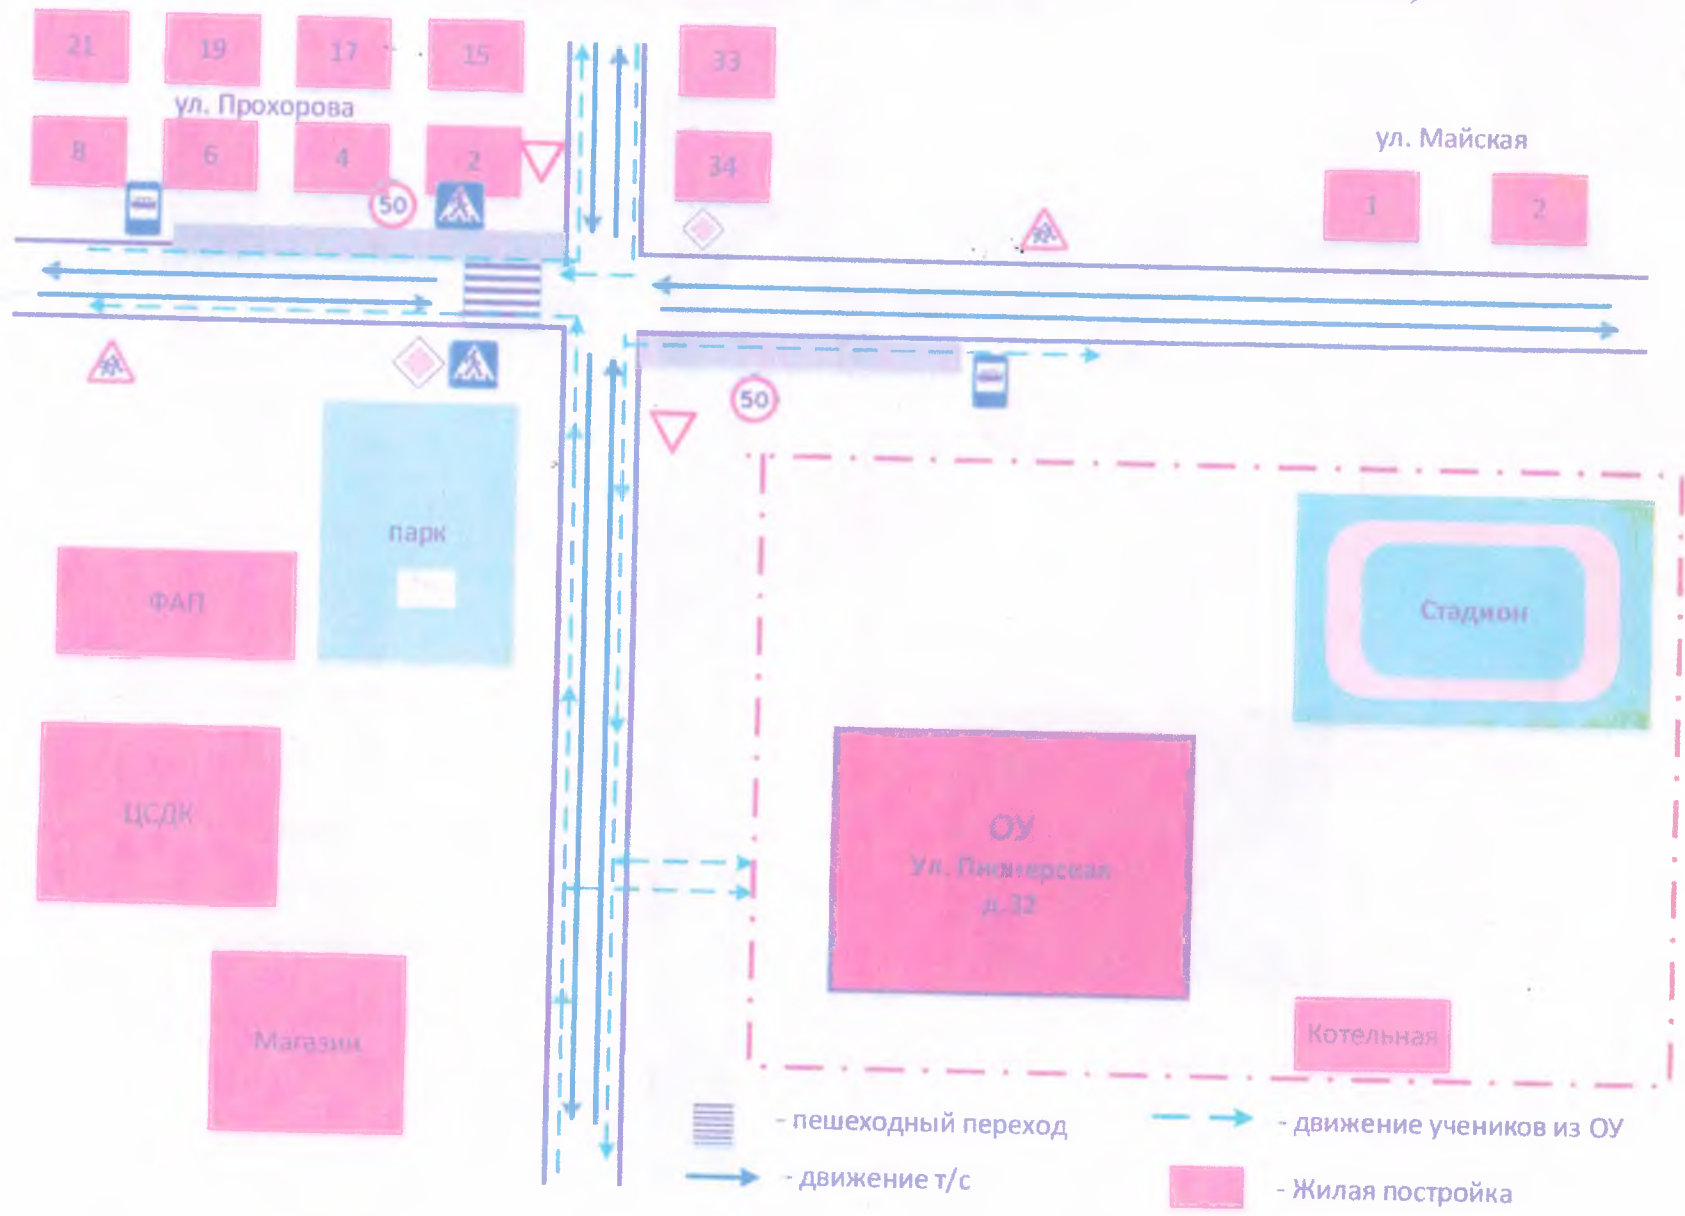 21 19 17 15 33
ул. Прохорова
8 6 4 2 34
ул. Майская
1 2
50
50
парк
ФАП
Стадион
ЦСДК
ОУ
Ул. Пионерская
д.32
Магазин
Котельная
- пешеходный переход
- движение учеников из ОУ
- движение т/с
- Жилая постройка